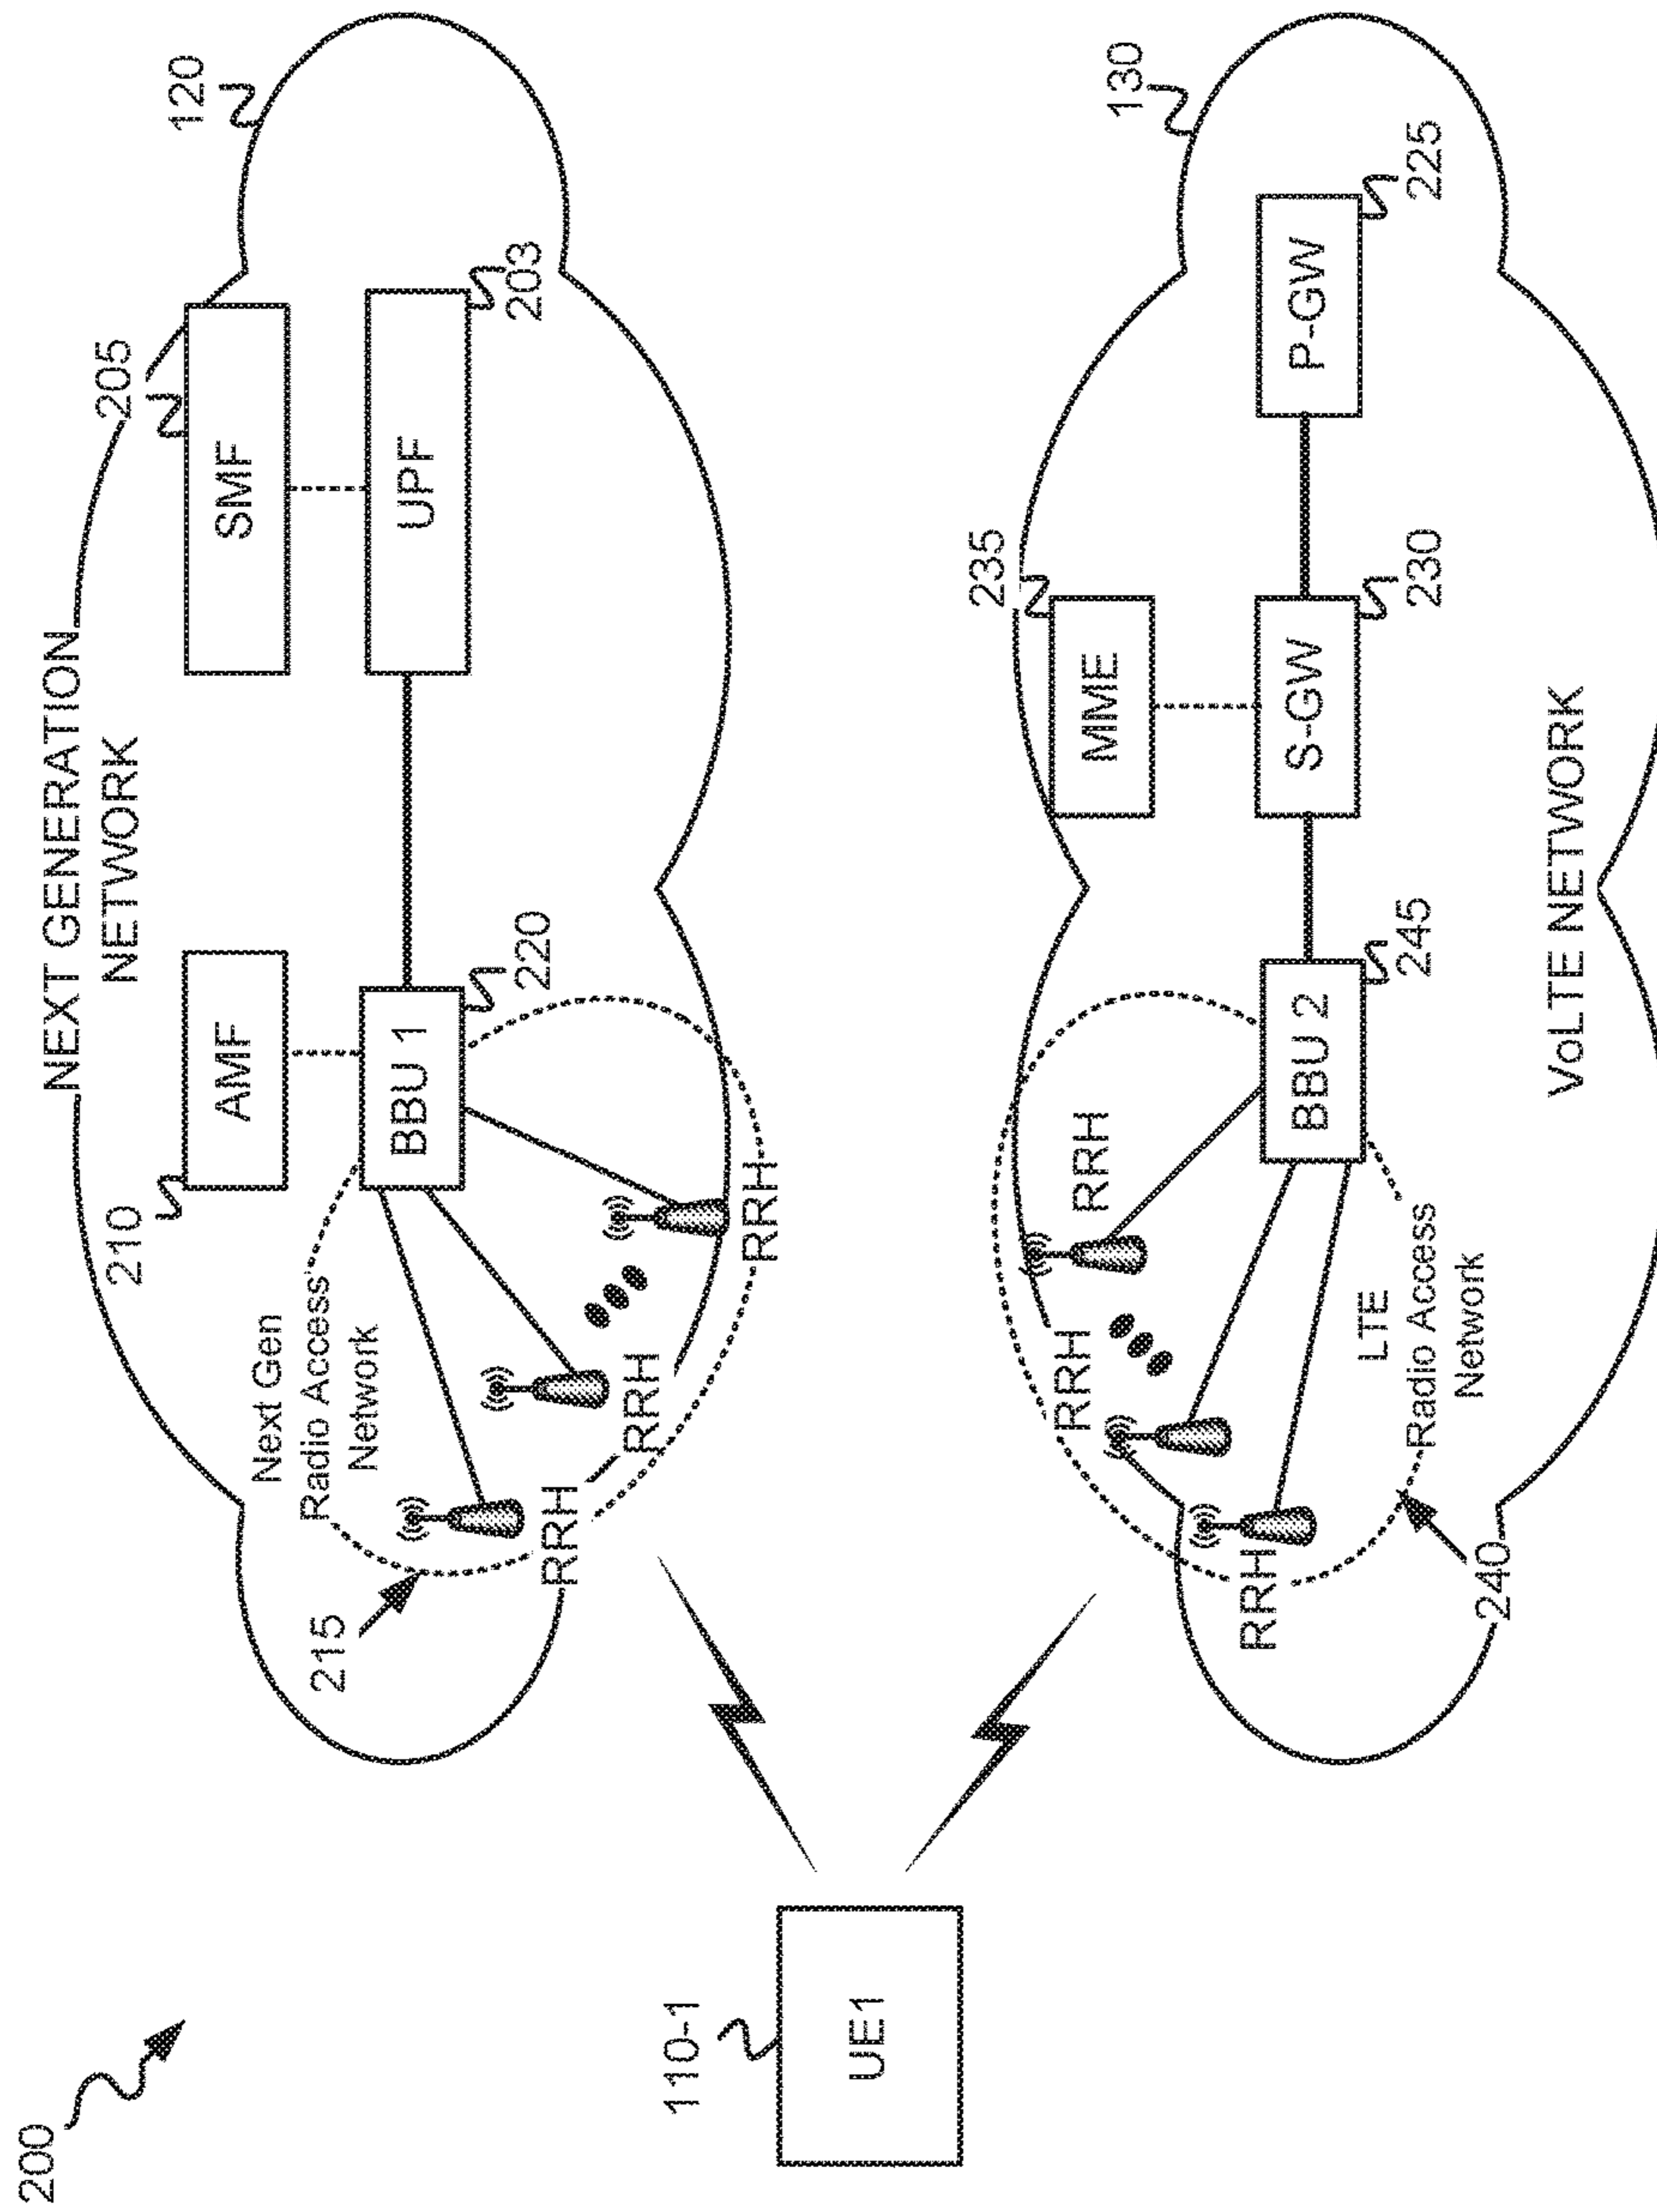 200
110-1
UE1
NEXT GENERATION
NETWORK
120
210
AMF
205
SMF
UPF
203
BBU 1
220
Next Gen
Radio Access
Network
215
RRH
RRH
RRH
VoLTE NETWORK
130
235
MME
S-GW
230
P-GW
225
BBU 2
245
RRH
RRH
RRH
LTE
Radio Access
Network
240